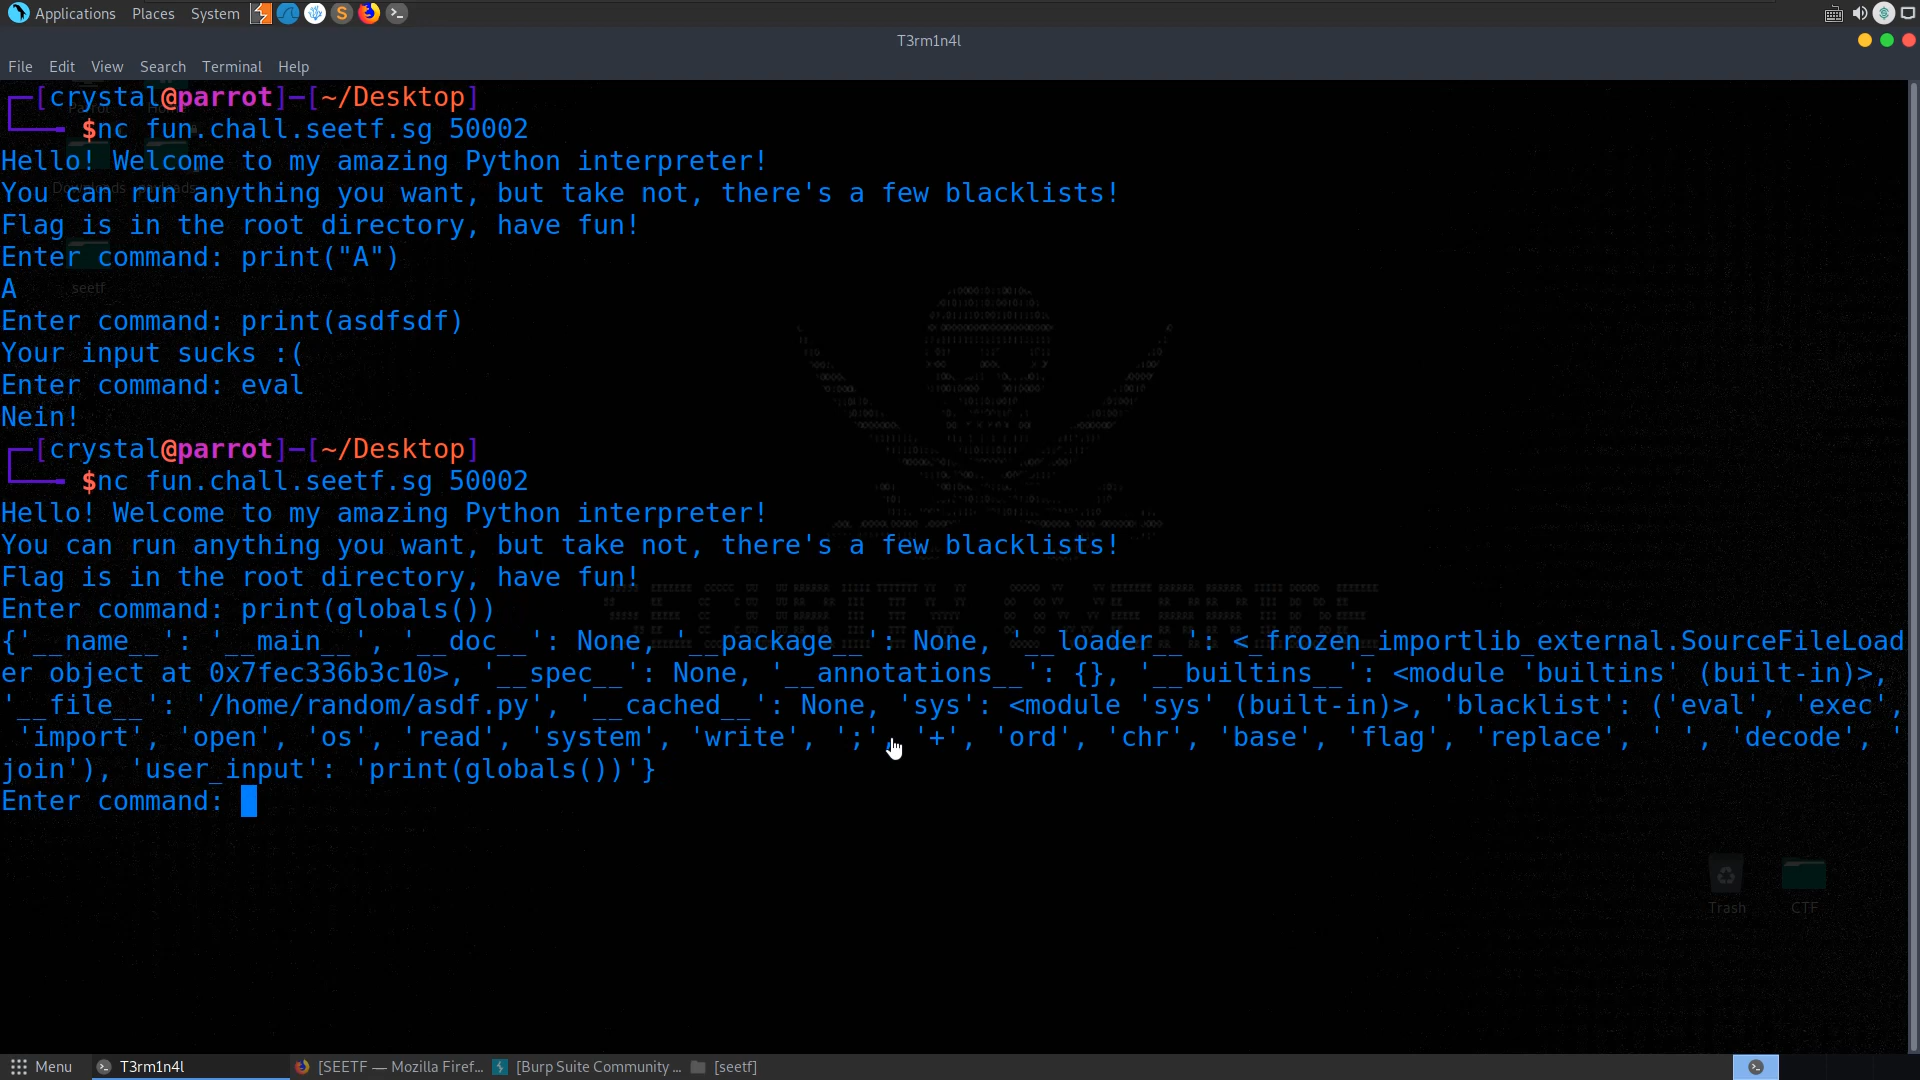 Applications Places System
T3rm1n4l
File Edit View Search Terminal Help
┌─[crystal@parrot]─[~/Desktop]
└──╼ $nc fun.chall.seetf.sg 50002
Hello! Welcome to my amazing Python interpreter!
You can run anything you want, but take not, there's a few blacklists!
Flag is in the root directory, have fun!
Enter command: print("A")
A
Enter command: print(asdfsdf)
Your input sucks :(
Enter command: eval
Nein!
┌─[crystal@parrot]─[~/Desktop]
└──╼ $nc fun.chall.seetf.sg 50002
Hello! Welcome to my amazing Python interpreter!
You can run anything you want, but take not, there's a few blacklists!
Flag is in the root directory, have fun!
Enter command: print(globals())
{'__name__': '__main__', '__doc__': None, '__package__': None, '__loader__': <_frozen_importlib_external.SourceFileLoad
er object at 0x7fec336b3c10>, '__spec__': None, '__annotations__': {}, '__builtins__': <module 'builtins' (built-in)>,
'__file__': '/home/random/asdf.py', '__cached__': None, 'sys': <module 'sys' (built-in)>, 'blacklist': ('eval', 'exec',
'import', 'open', 'os', 'read', 'system', 'write', ';', '+', 'ord', 'chr', 'base', 'flag', 'replace', ' ', 'decode', '
join'), 'user_input': 'print(globals())'}
Enter command:
seetf
Downloads
Trash CTF
Menu T3rm1n4l [SEETF — Mozilla Firef... [Burp Suite Community ... [seetf]